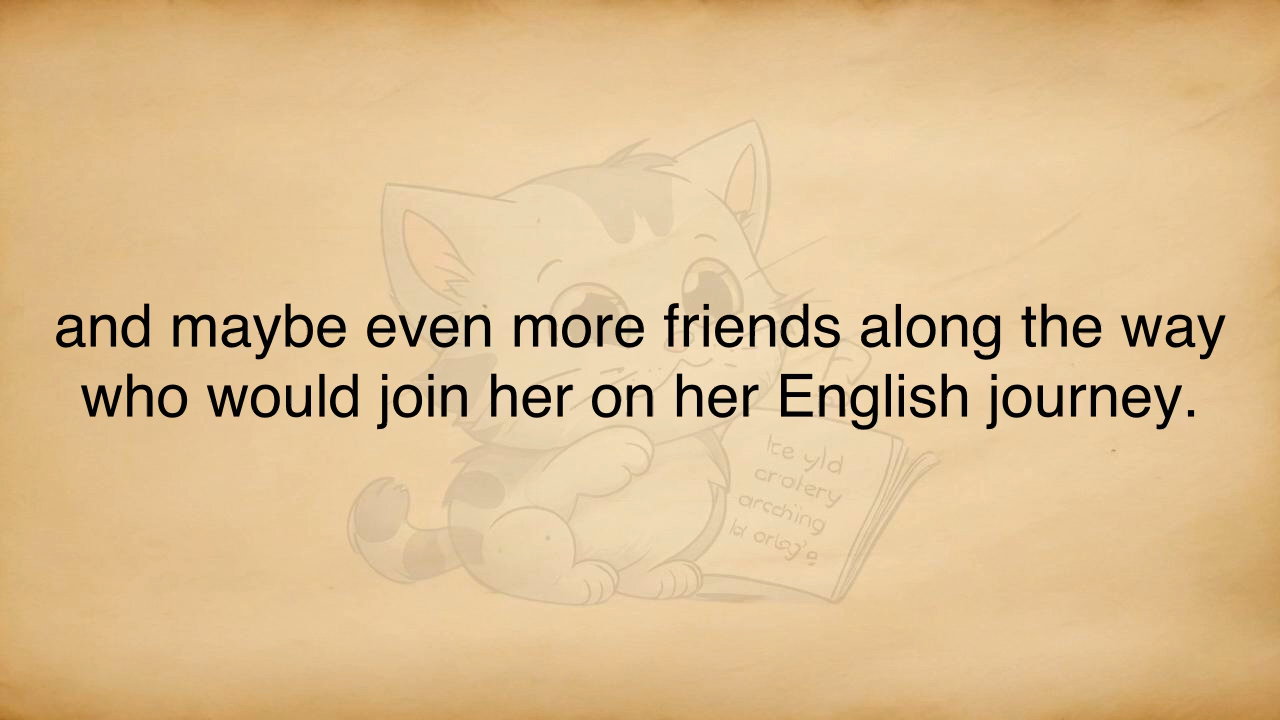 and maybe even more friends along the way
who would join her on her English journey.